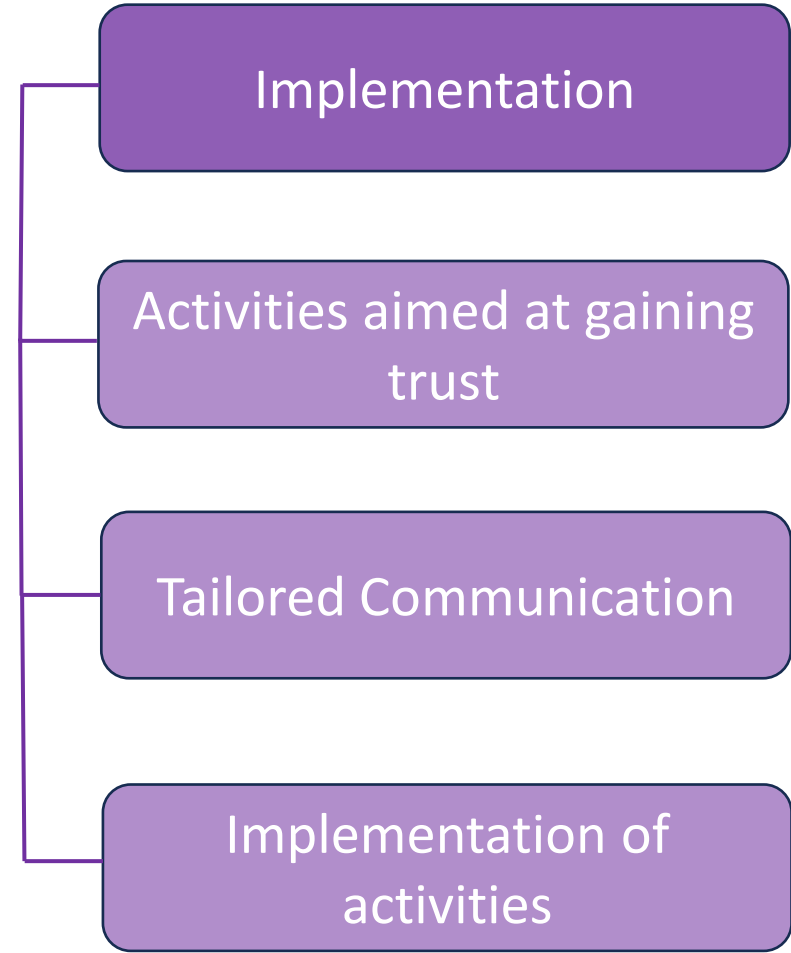 Implementation
Activities aimed at gaining
trust
Tailored Communication
Implementation of
activities